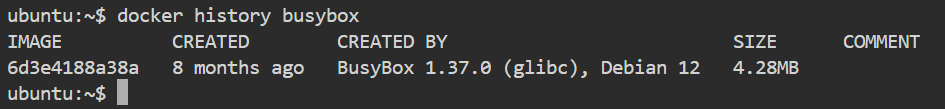 ubuntu:~$ docker history busybox
IMAGE CREATED CREATED BY SIZE COMMENT
6d3e4188a38a 8 months ago BusyBox 1.37.0 (glibc), Debian 12 4.28MB
ubuntu:~$